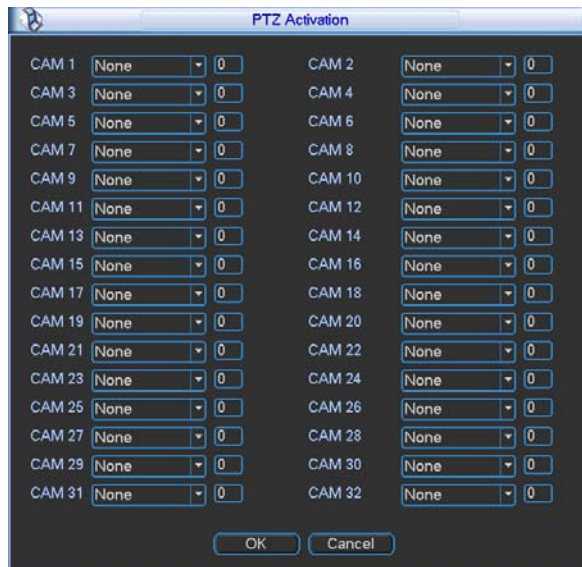 PTZ Activation
CAM 1 None 0 CAM 2 None 0
CAM 3 None 0 CAM 4 None 0
CAM 5 None 0 CAM 6 None 0
CAM 7 None 0 CAM 8 None 0
CAM 9 None 0 CAM 10 None 0
CAM 11 None 0 CAM 12 None 0
CAM 13 None 0 CAM 14 None 0
CAM 15 None 0 CAM 16 None 0
CAM 17 None 0 CAM 18 None 0
CAM 19 None 0 CAM 20 None 0
CAM 21 None 0 CAM 22 None 0
CAM 23 None 0 CAM 24 None 0
CAM 25 None 0 CAM 26 None 0
CAM 27 None 0 CAM 28 None 0
CAM 29 None 0 CAM 30 None 0
CAM 31 None 0 CAM 32 None 0
OK Cancel